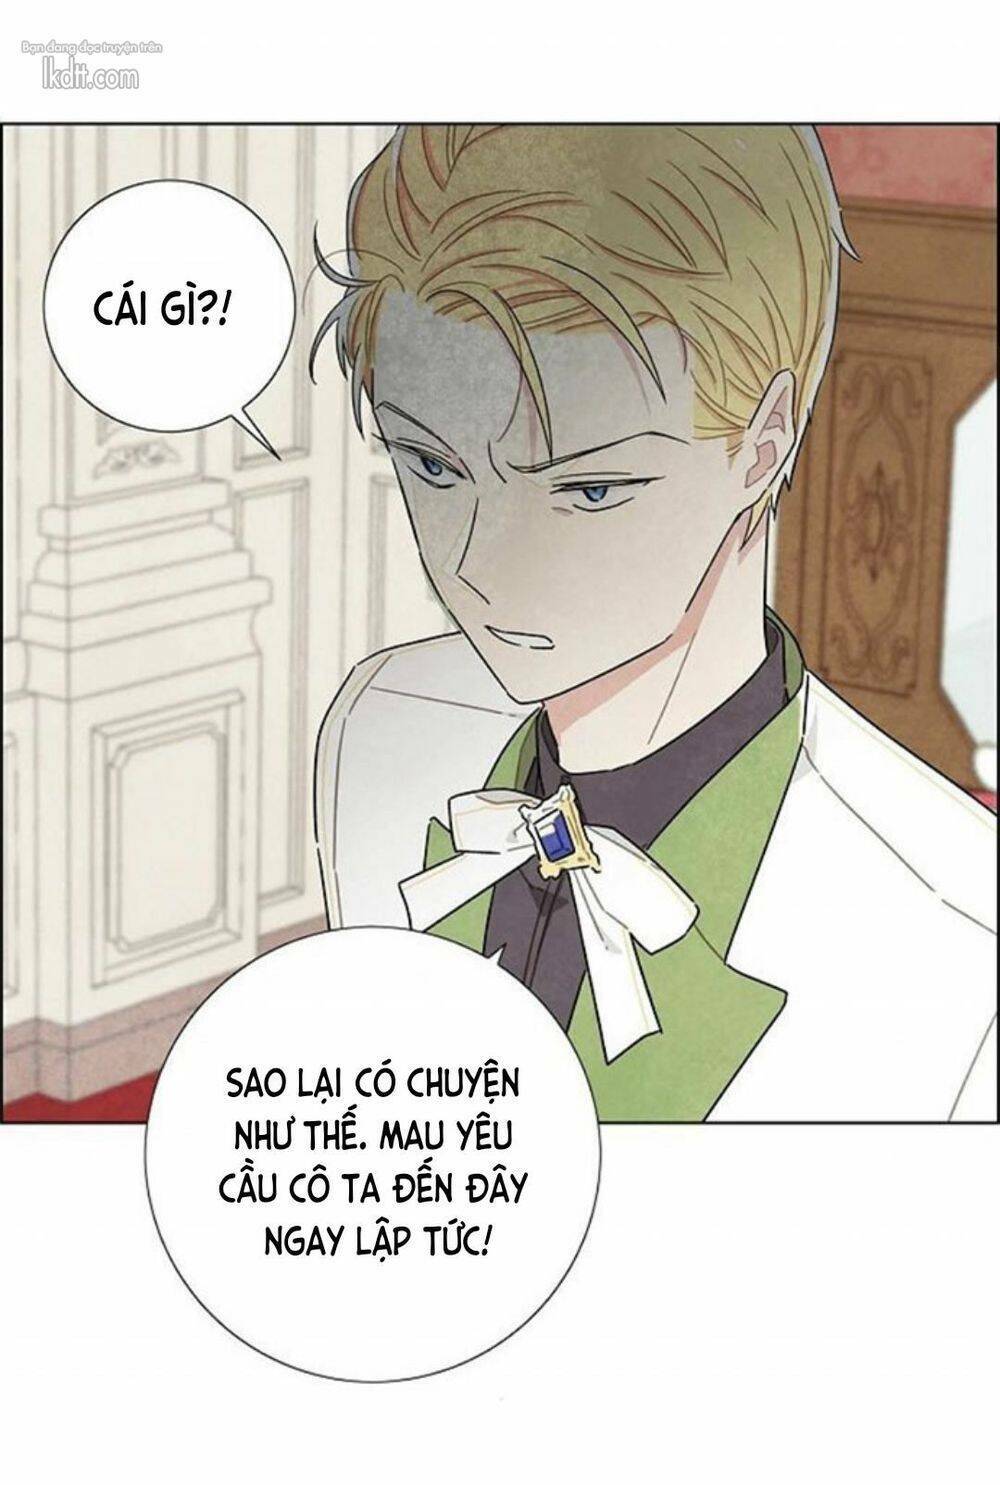 Bạn đang đọc truyện trên
lkdtt.com
CÁI GÌ?!
SAO LẠI CÓ CHUYỆN
NHƯ THẾ. MAU YÊU
CẦU CÔ TA ĐẾN ĐÂY
NGAY LẬP TỨC!